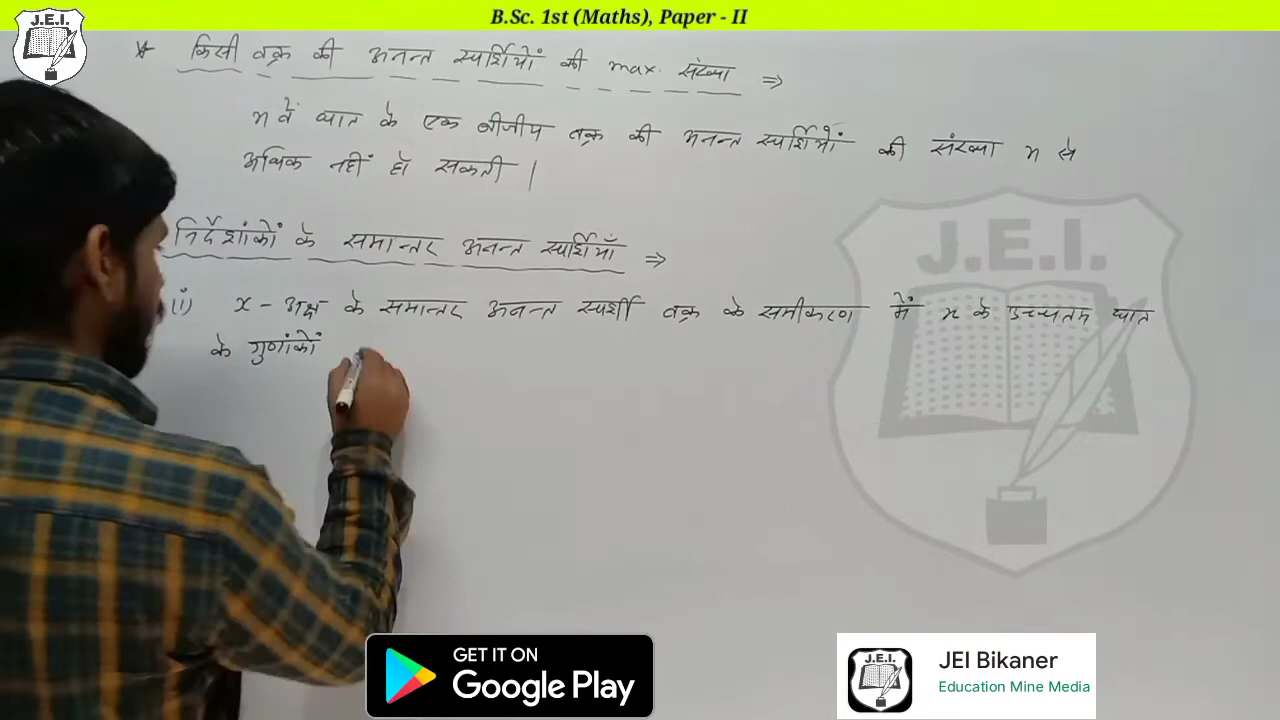 B.Sc. 1st (Maths), Paper - II
J.E.I.
* किसी वक्र की अनन्त स्पर्शियों की max. संख्या ⇒
n वें घात के एक बीजीय वक्र की अनन्त स्पर्शियों की संख्या n से
अधिक नहीं हो सकती |
निर्देशांकों के समान्तर अनन्त स्पर्शियाँ ⇒
J.E.I.
(i) x - अक्ष के समान्तर अनन्त स्पर्शी वक्र के समीकरण में x के उच्चतम घात
के गुणांकों
GET IT ON
Google Play
J.E.I.
JEI Bikaner
Education Mine Media